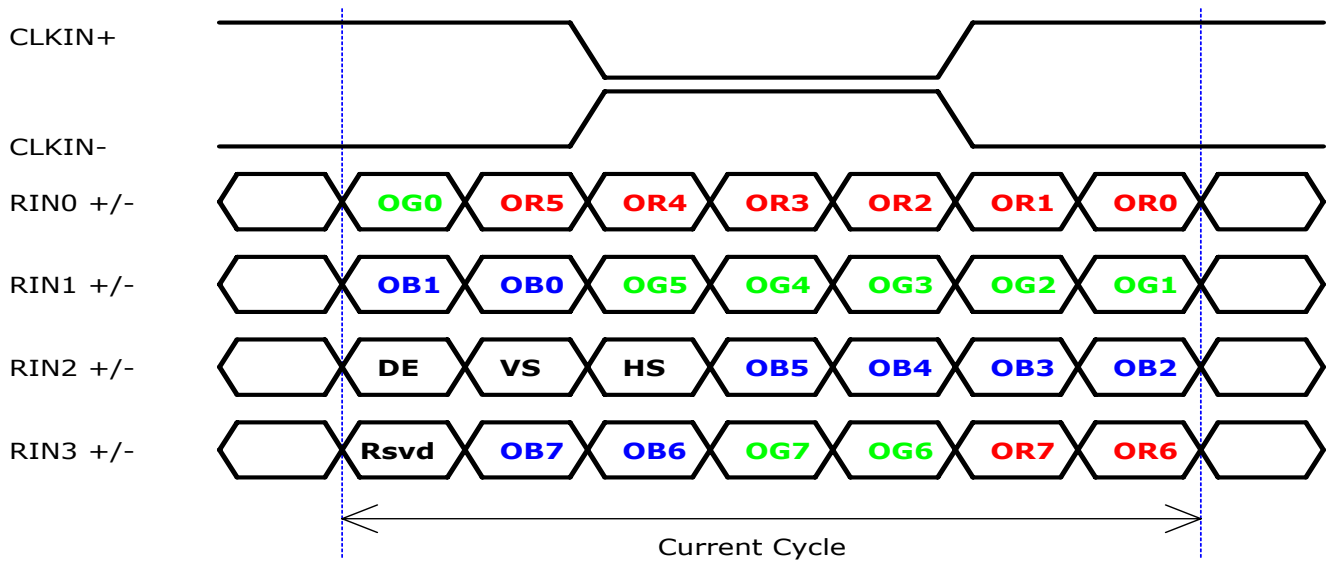 CLKIN+
CLKIN-
RIN0 +/- OG0 OR5 OR4 OR3 OR2 OR1 OR0
RIN1 +/- OB1 OB0 OG5 OG4 OG3 OG2 OG1
RIN2 +/- DE VS HS OB5 OB4 OB3 OB2
RIN3 +/- Rsvd OB7 OB6 OG7 OG6 OR7 OR6
Current Cycle